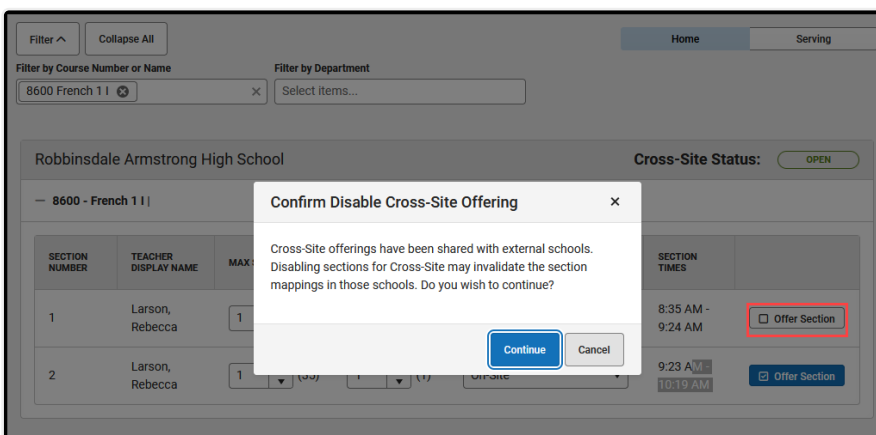 Filter
Collapse All
Home
Serving
Filter by Course Number or Name
Filter by Department
8600 French 1 I
Select items...
Robbinsdale Armstrong High School
Cross-Site Status:
OPEN
8600 - French 1 I |
Confirm Disable Cross-Site Offering
Cross-Site offerings have been shared with external schools.
Disabling sections for Cross-Site may invalidate the section
mappings in those schools. Do you wish to continue?
Continue
Cancel
SECTION
NUMBER
TEACHER
DISPLAY NAME
MAX
SECTION
TIMES
1
Larson,
Rebecca
1
8:35 AM -
9:24 AM
Offer Section
2
Larson,
Rebecca
1
(1)
On-Site
9:23 AM -
10:19 AM
Offer Section